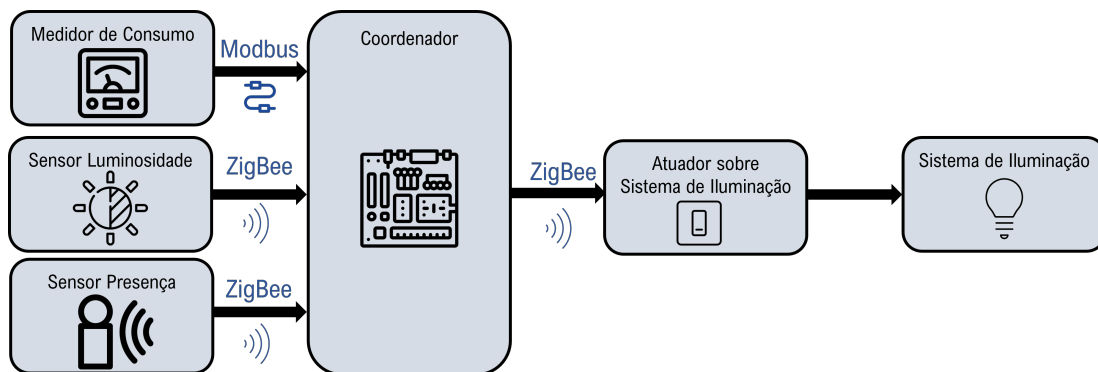 Medidor de Consumo
Modbus
Coordenador
Sensor Luminosidade
ZigBee
ZigBee
Atuador sobre
Sistema de Iluminação
Sistema de Iluminação
Sensor Presença
ZigBee